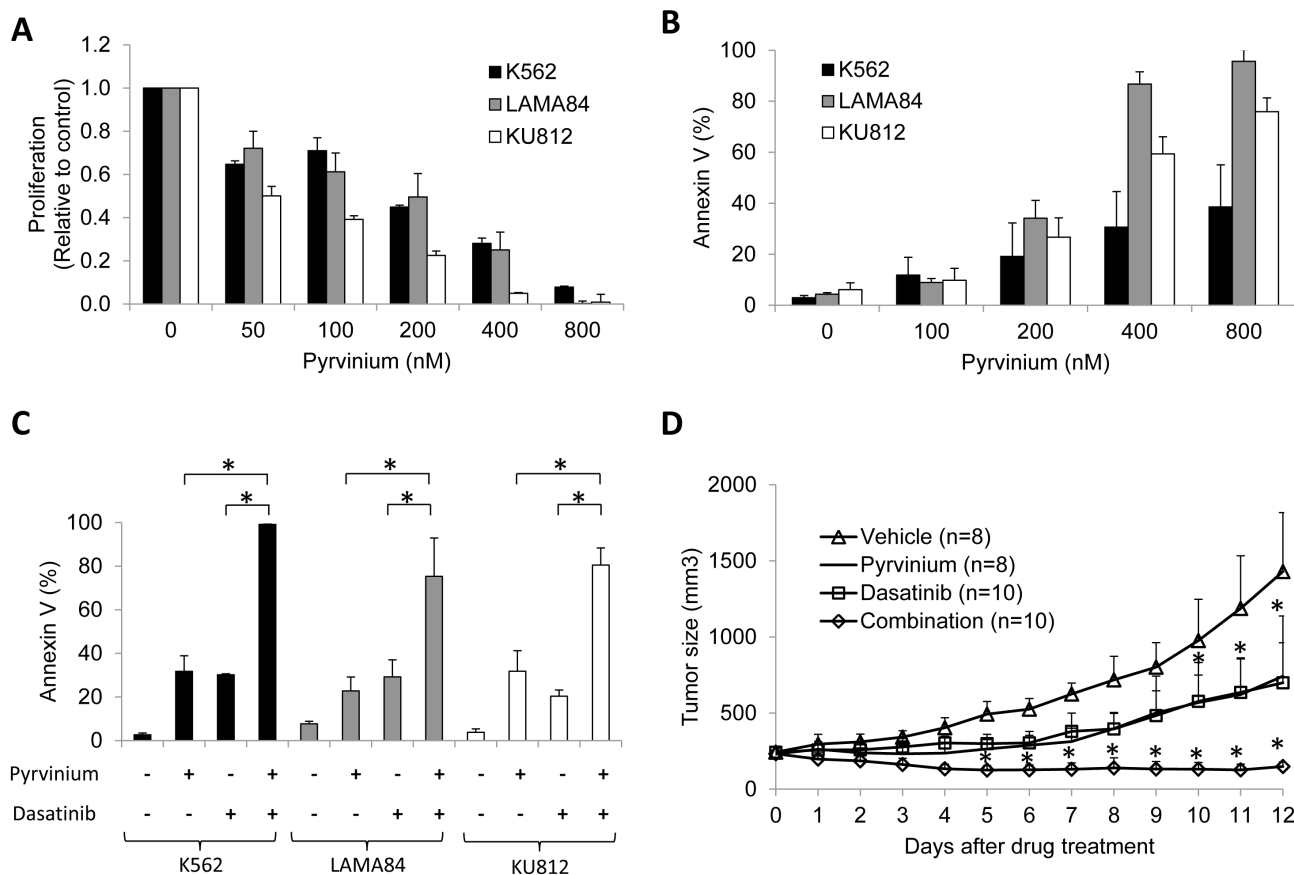 A
Proliferation
(Relative to control)
1.2
1.0
0.8
0.6
0.4
0.2
0.0
K562
LAMA84
KU812
0 50 100 200 400 800
Pyrvinium (nM)
B
Annexin V (%)
100
80
60
40
20
0
K562
LAMA84
KU812
0 100 200 400 800
Pyrvinium (nM)
C
* * *
* * *
Annexin V (%)
100
80
60
40
20
0
Pyrvinium - + - + - + - + - + - +
Dasatinib - - + + - - + + - - + +
K562 LAMA84 KU812
D
Tumor size (mm3)
2000
1500
1000
500
0
Vehicle (n=8)
Pyrvinium (n=8)
Dasatinib (n=10)
Combination (n=10)
* * *
* * * * * * * *
0 1 2 3 4 5 6 7 8 9 10 11 12
Days after drug treatment